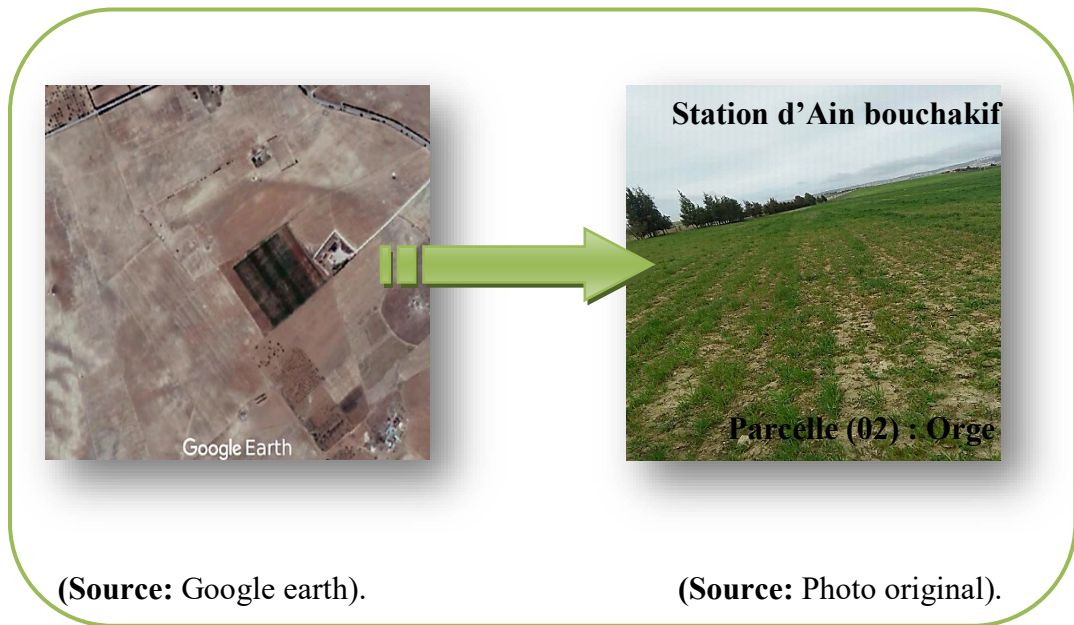 Station d’Ain bouchakif
Parcelle (02) : Orge
Google Earth
(Source: Google earth).
(Source: Photo original).